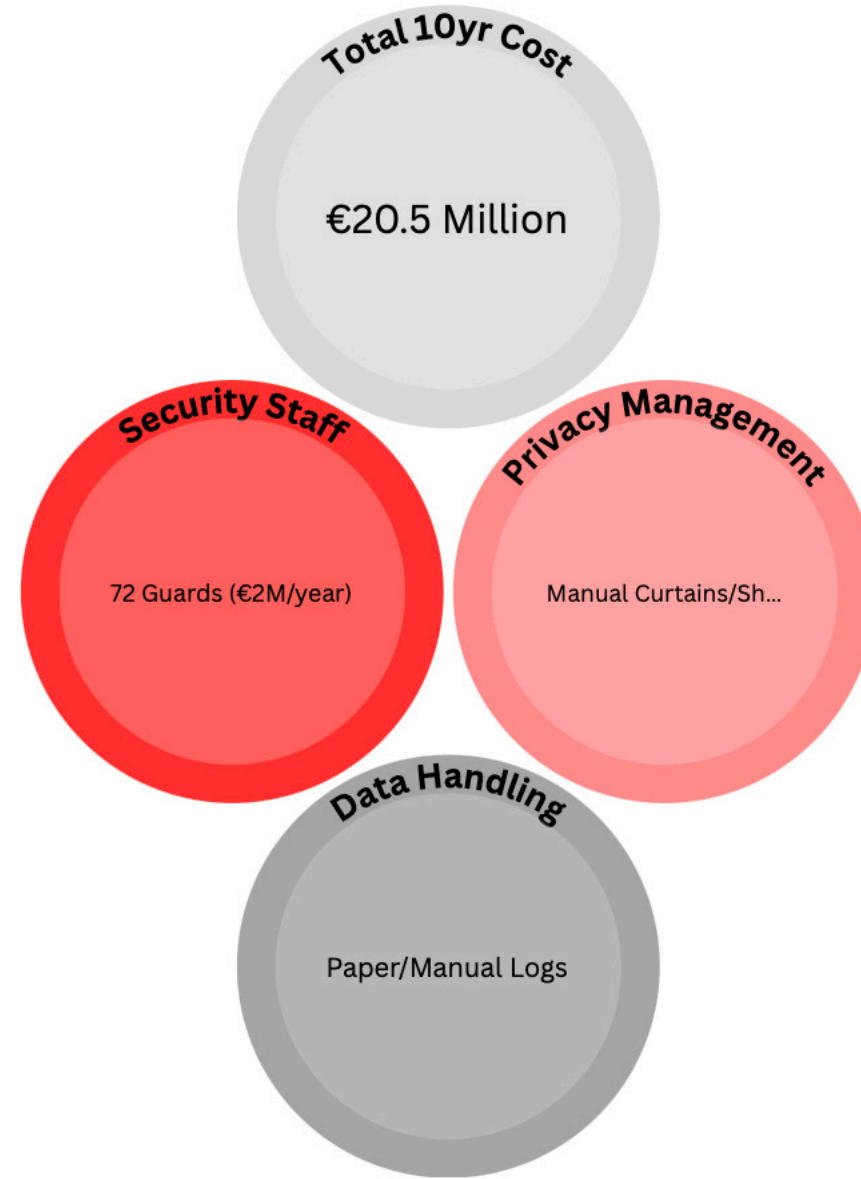 Total 10yr Cost
€20.5 Million
Security Staff
72 Guards (€2M/year)
Privacy Management
Manual Curtains/Sh...
Data Handling
Paper/Manual Logs